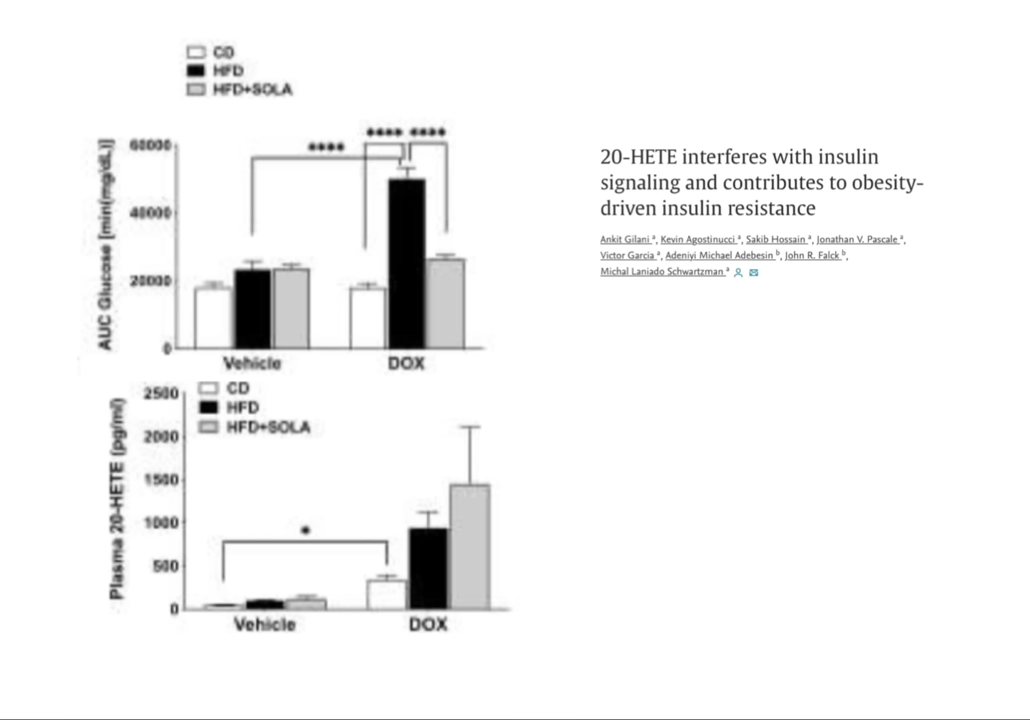 CD
HFD
HFD+SOLA
**** ****
****
AUC Glucose [min(mg/dL)]
60000
40000
20000
0
Vehicle DOX
20-HETE interferes with insulin
signaling and contributes to obesity-
driven insulin resistance
Ankit Gilani a, Kevin Agostinucci a, Sakib Hossain a, Jonathan V. Pascale a,
Victor Garcia a, Adeniyi Michael Adebesin b, John R. Falck b,
Michal Laniado Schwartzman a
CD
HFD
HFD+SOLA
Plasma 20-HETE (pg/ml)
2500
2000
1500
1000
500
0
*
Vehicle DOX